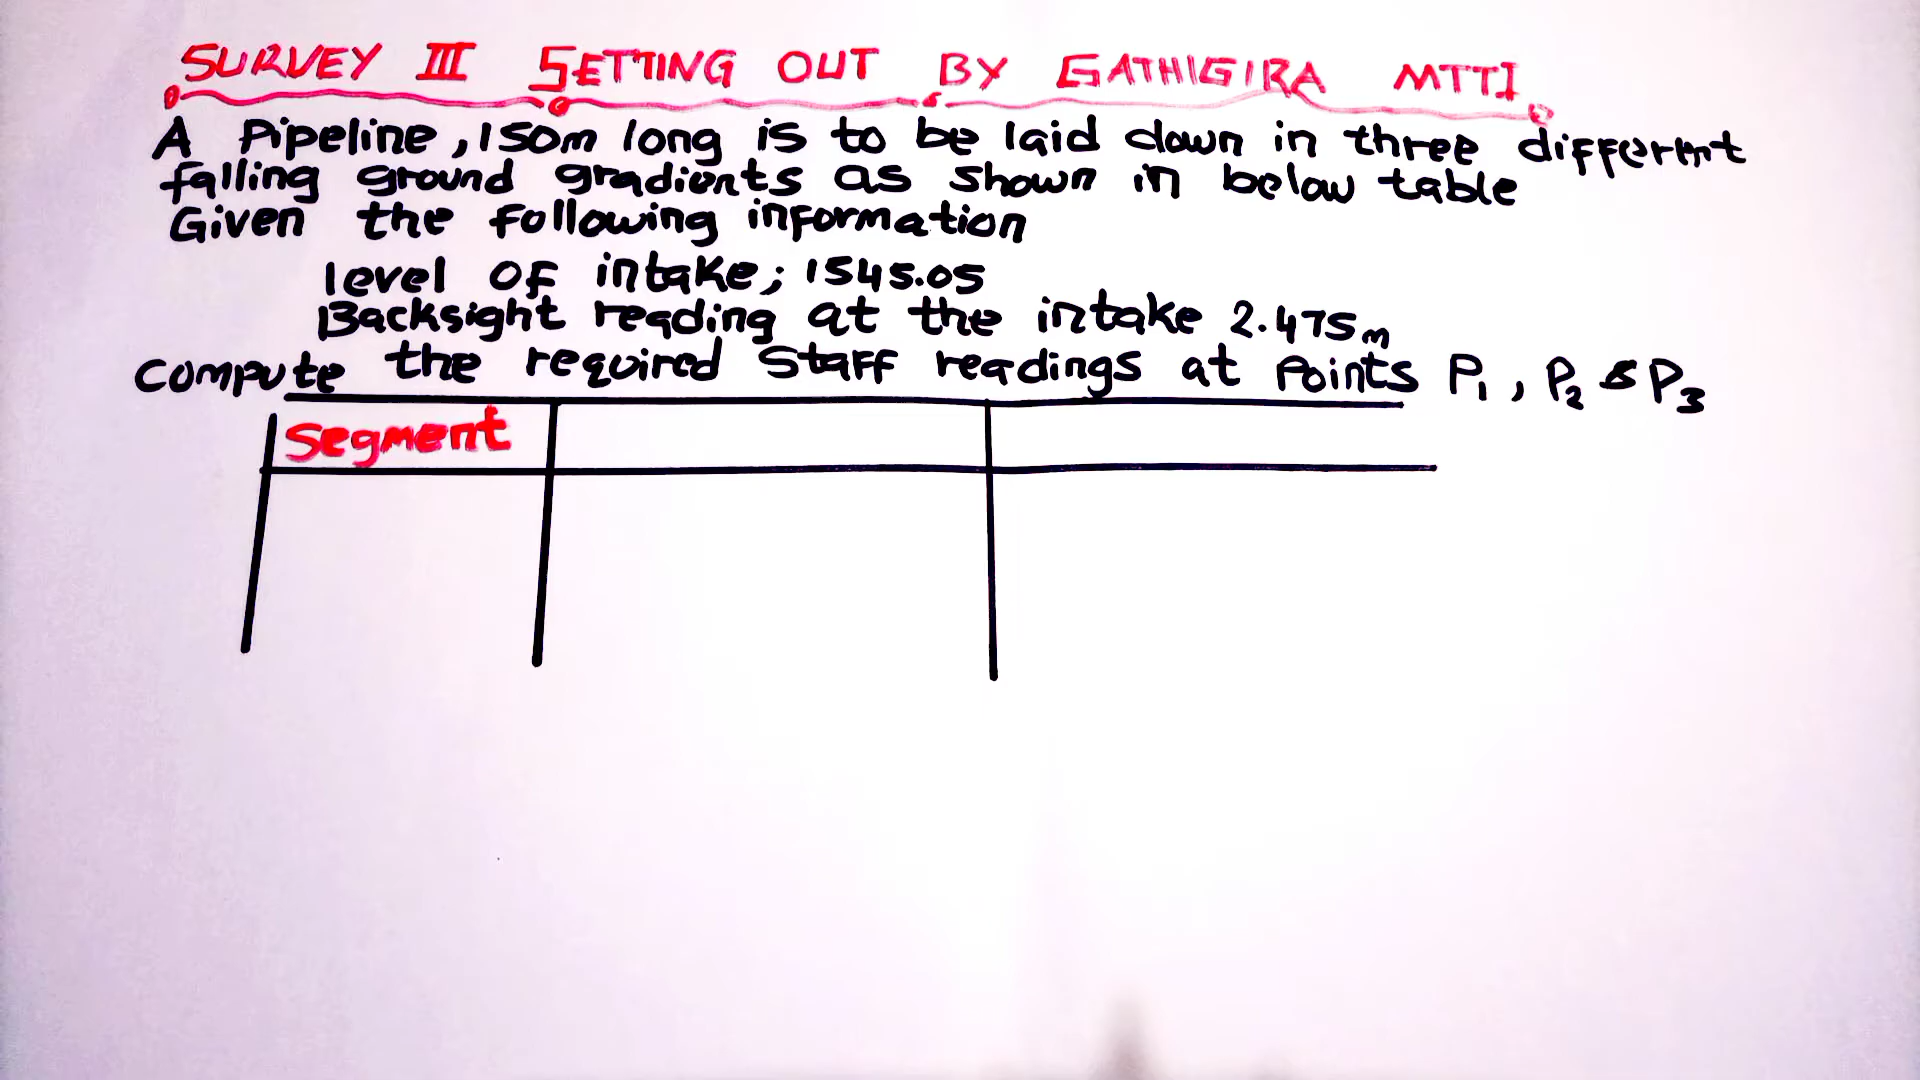 SURVEY III SETTING OUT BY GATHIGIRA MTTI
A Pipeline, 150m long is to be laid down in three different
falling ground gradients as shown in below table
Given the following information
level of intake; 1545.05
Backsight reading at the intake 2.475m
compute the required Staff readings at Points P1, P2 & P3
Segment